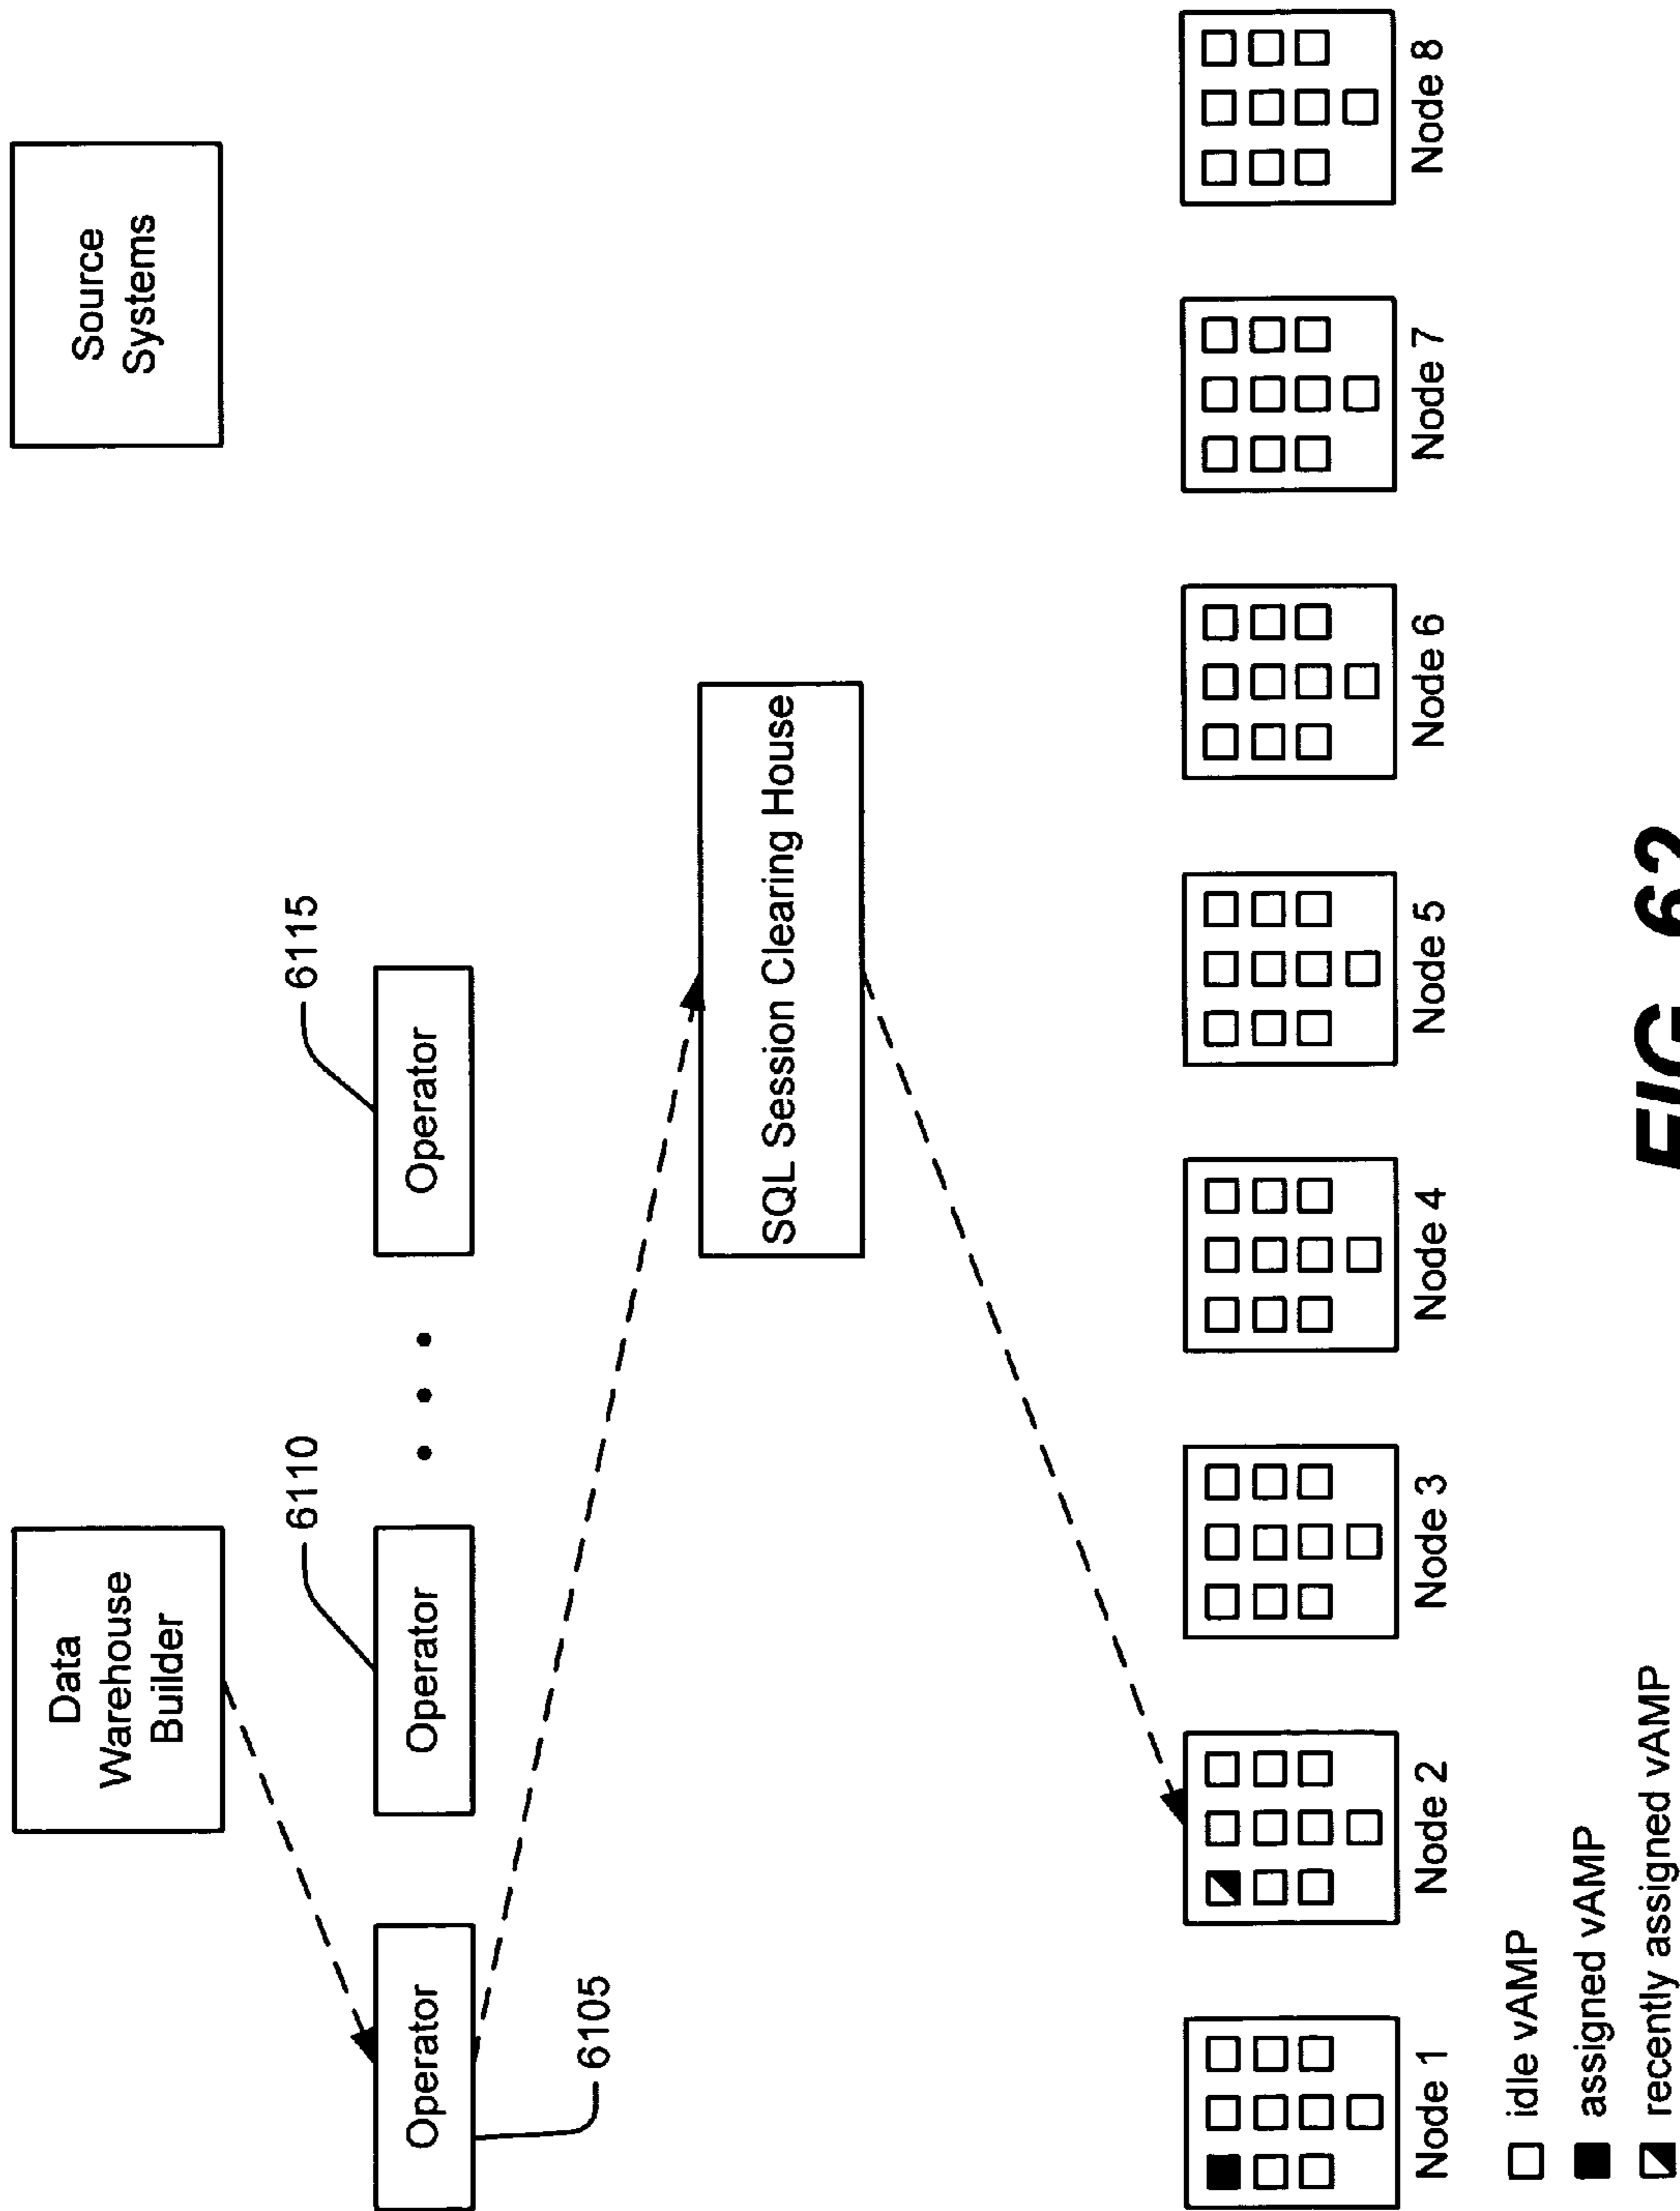 Data
Warehouse
Builder
Source
Systems
6110
6115
Operator
Operator
Operator
6105
SQL Session Clearing House
Node 1
Node 2
Node 3
Node 4
Node 5
Node 6
Node 7
Node 8
idle vAMP
assigned vAMP
recently assigned vAMP
FIG. 62